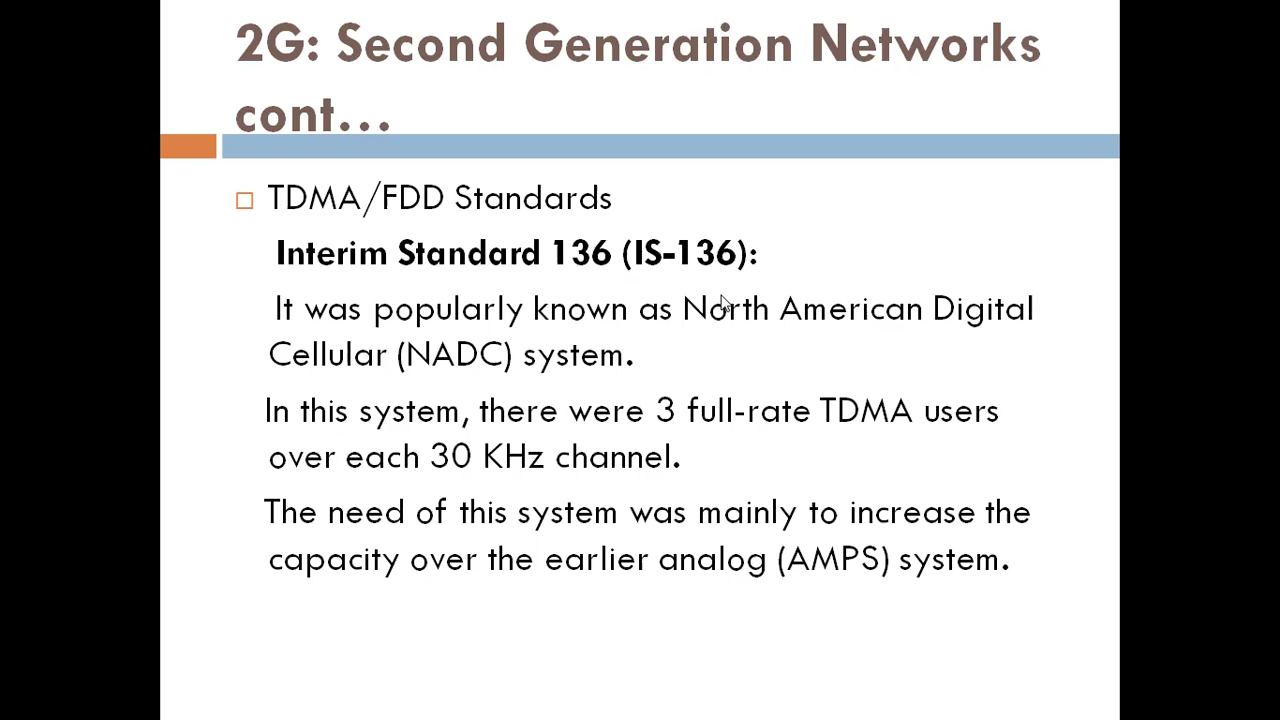 2G: Second Generation Networks
cont...
TDMA/FDD Standards
Interim Standard 136 (IS-136):
It was popularly known as North American Digital
Cellular (NADC) system.
In this system, there were 3 full-rate TDMA users
over each 30 KHz channel.
The need of this system was mainly to increase the
capacity over the earlier analog (AMPS) system.